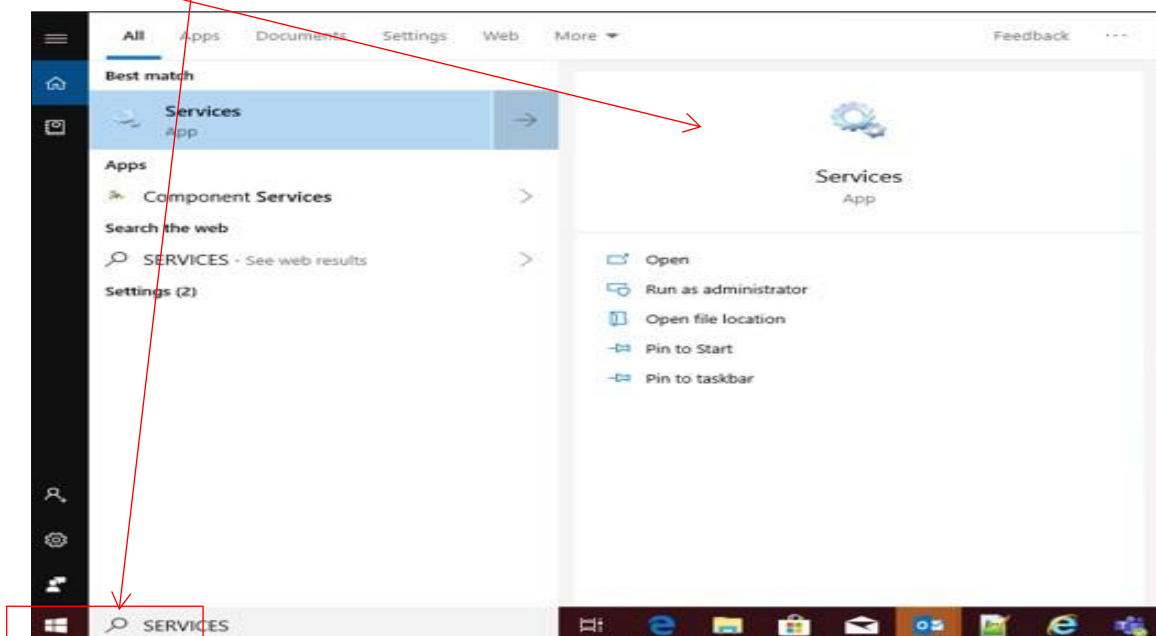 All Apps Documents Settings Web More Feedback ...
Best match
Services
App
Apps
Component Services
Search the web
SERVICES - See web results
Settings (2)
Services
App
Open
Run as administrator
Open file location
Pin to Start
Pin to taskbar
SERVICES